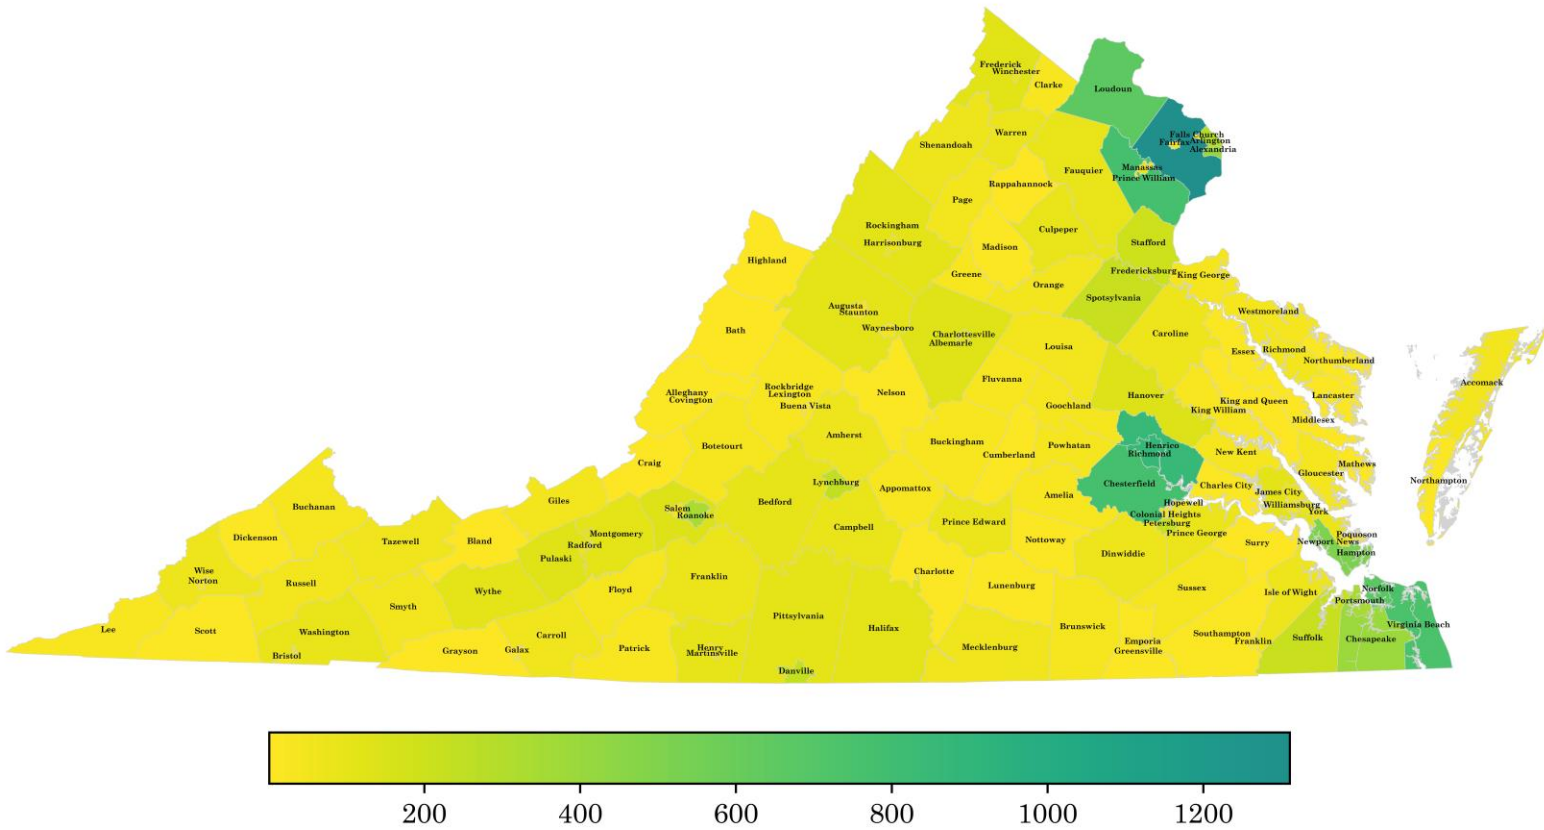 Frederick
Winchester
Clarke
Loudoun
Warren
Shenandoah
Falls Church
Fairfax
Arlington
Alexandria
Manassas
Prince William
Fauquier
Rappahannock
Page
Rockingham
Harrisonburg
Culpeper
Madison
Stafford
Highland
Greene
Fredericksburg
King George
Orange
Spotsylvania
Augusta
Staunton
Waynesboro
Westmoreland
Bath
Charlottesville
Albemarle
Caroline
Louisa
Essex
Richmond
Northumberland
Fluvanna
Accomack
Alleghany
Covington
Rockbridge
Lexington
Buena Vista
Nelson
Goochland
Hanover
King William
King and Queen
Lancaster
Middlesex
Amherst
Botetourt
Buckingham
Cumberland
Powhatan
Henrico
Richmond
New Kent
Craig
Mathews
Gloucester
Northampton
Lynchburg
Appomattox
Amelia
Chesterfield
Charles City
James City
Williamsburg
York
Giles
Bedford
Hopewell
Colonial Heights
Petersburg
Prince George
Buchanan
Salem
Roanoke
Campbell
Prince Edward
Nottoway
Dinwiddie
Surry
Poquoson
Newport News
Hampton
Dickenson
Tazewell
Bland
Montgomery
Radford
Pulaski
Wise
Norton
Russell
Wythe
Floyd
Franklin
Charlotte
Lunenburg
Sussex
Isle of Wight
Norfolk
Portsmouth
Smyth
Pittsylvania
Halifax
Brunswick
Virginia Beach
Lee
Scott
Washington
Carroll
Southampton
Franklin
Suffolk
Chesapeake
Bristol
Grayson
Galax
Patrick
Henry
Martinsville
Mecklenburg
Emporia
Greensville
Danville
200 400 600 800 1000 1200